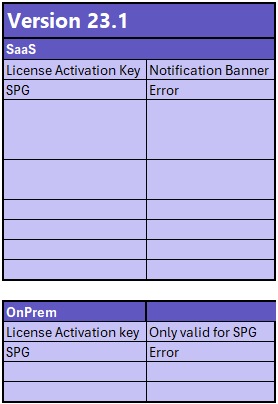 Version 23.1
SaaS
License Activation Key Notification Banner
SPG Error
OnPrem
License Activation key Only valid for SPG
SPG Error